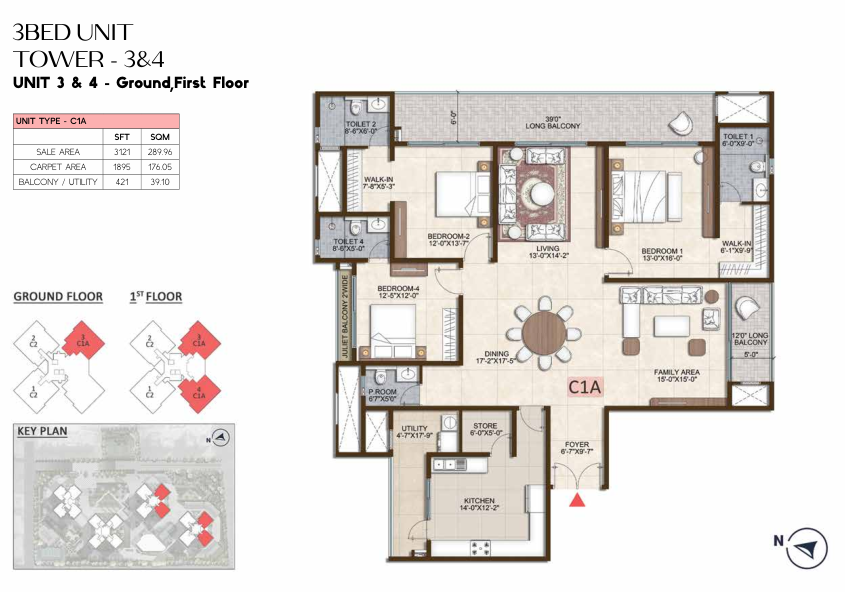 3BED UNIT
TOWER - 3&4
UNIT 3 & 4 - Ground,First Floor
UNIT TYPE - C1A
SFT SQM
SALE AREA 3121 289.96
CARPET AREA 1895 176.05
BALCONY / UTILITY 421 39.10
GROUND FLOOR 1ST FLOOR
2
C2
3
C1A
1
C2
2
C2
3
C1A
1
C2
4
C1A
KEY PLAN
N
TOILET 2
6'-6"X6'-0"
6'-0"
39'0"
LONG BALCONY
TOILET 1
6'-0"X9'-0"
WALK-IN
7'-8"X5'-3"
BEDROOM-2
12'-0"X13'-7"
LIVING
13'-0"X14'-2"
BEDROOM 1
13'-0"X16'-0"
WALK-IN
6'-1"X9'-9"
TOILET 4
8'-6"X5'-0"
JULIET BALCONY 2'WIDE
BEDROOM-4
12'-5"X12'-0"
DINING
17'-2"X17'-5"
FAMILY AREA
15'-0"X15'-0"
12'0" LONG
BALCONY
5'-0"
P ROOM
6'7"X5'0"
C1A
UTILITY
4'-7"X17'-9"
STORE
6'-0"X5'-0"
FOYER
6'-7"X9'-7"
KITCHEN
14'-0"X12'-2"
N